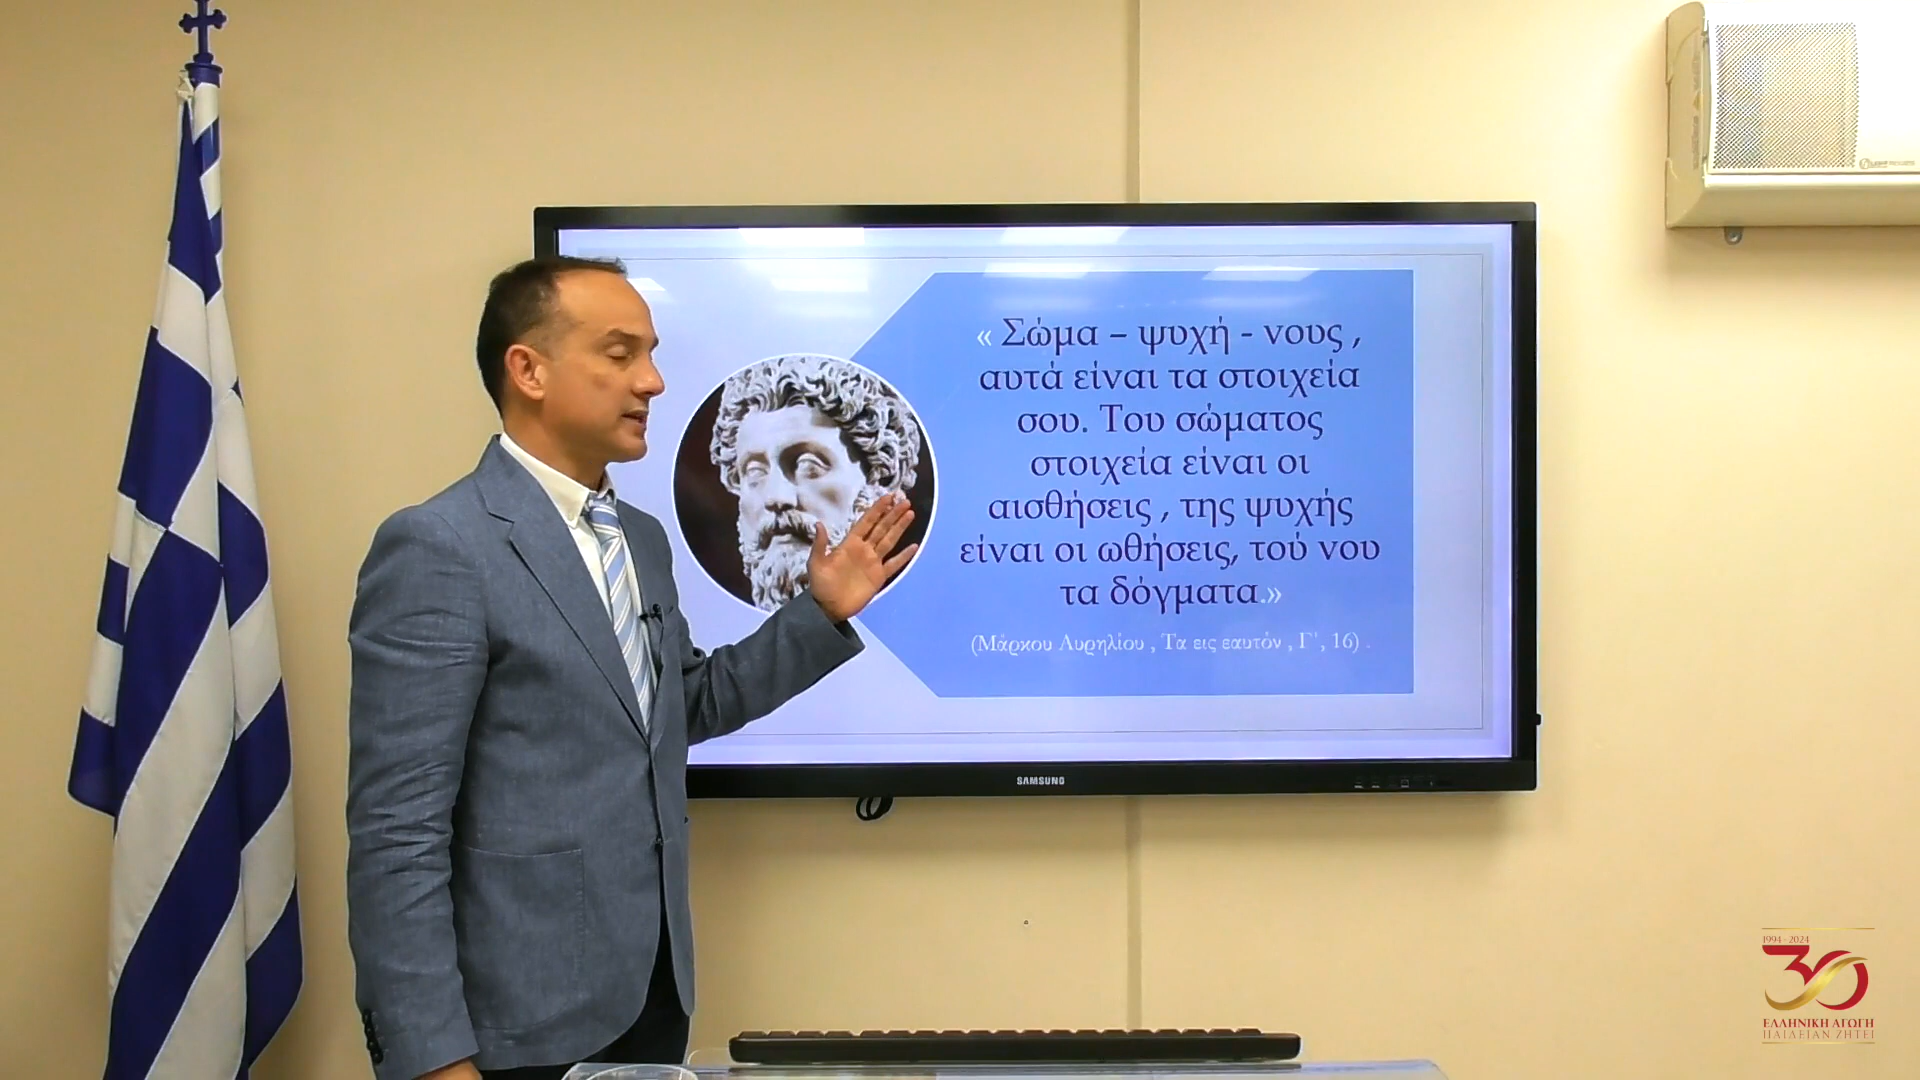 « Σώμα – ψυχή - νους ,
αυτά είναι τα στοιχεία
σου. Του σώματος
στοιχεία είναι οι
αισθήσεις , της ψυχής
είναι οι ωθήσεις, τού νου
τα δόγματα.»
(Μάρκου Αυρηλίου , Τα εις εαυτόν , Γ΄, 16) .
SAMSUNG
1994-2024
30
ΕΛΛΗΝΙΚΗ ΑΓΩΓΗ
ΠΑΙΔΕΙΑΝ ΖΗΤΕΙ